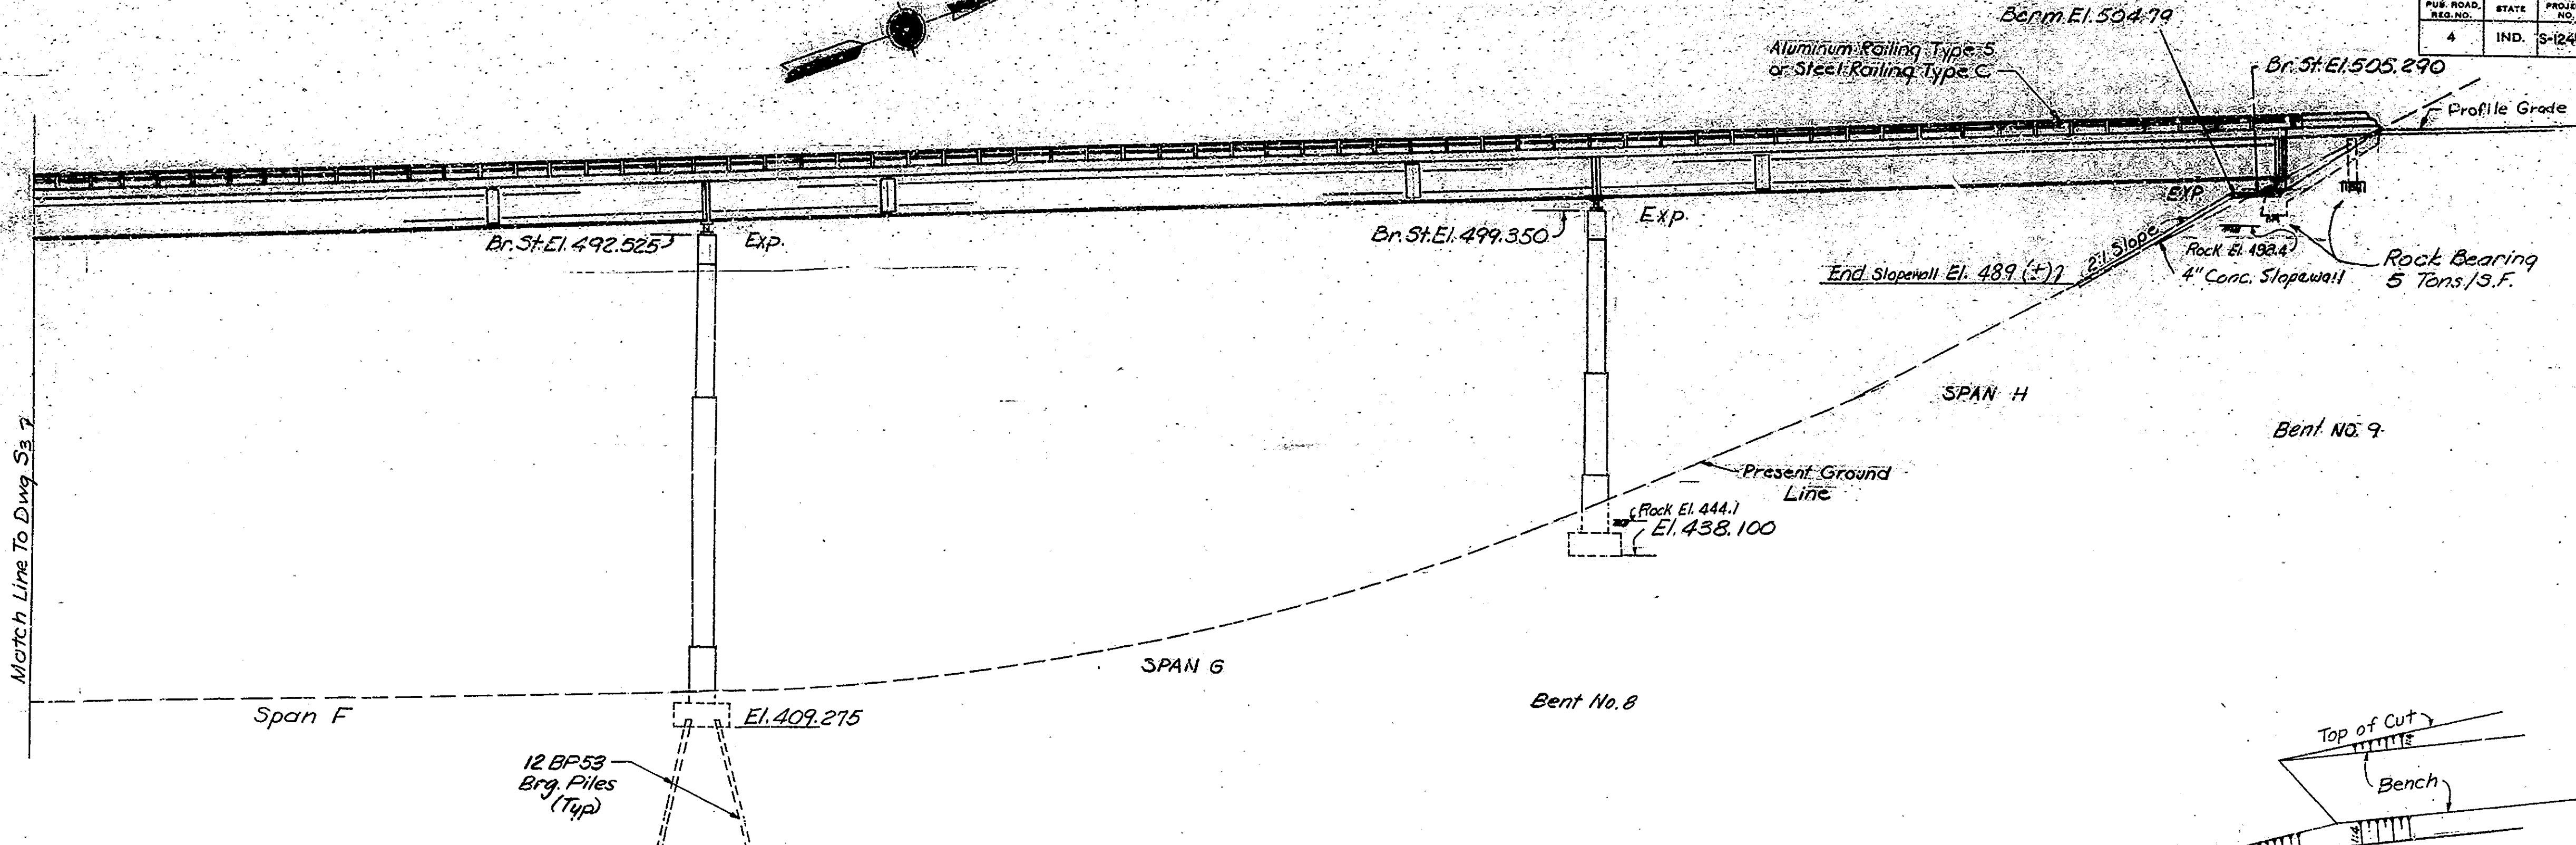 PUB. ROAD, REG. NO.
STATE
4
IND.
Berm El. 504.79
Aluminum Railing Type 5
or Steel Railing Type C
Br. St. El. 505.290
Profile Grade
Br. St. El. 492.525
Exp.
Br. St. El. 499.350
Exp.
EXP
2:1 Slope
Rock El. 498.4
4" Conc. Slopewall
End Slopewall El. 489 (±)
Rock Bearing
5 Tons/S.F.
Match Line To Dwg S3
SPAN H
Bent NO. 9
Present Ground
Line
Rock El. 444.1
El. 438.100
SPAN G
Span F
El. 409.275
Bent No. 8
12 BP53
Brg. Piles
(Typ)
Top of Cut
Bench